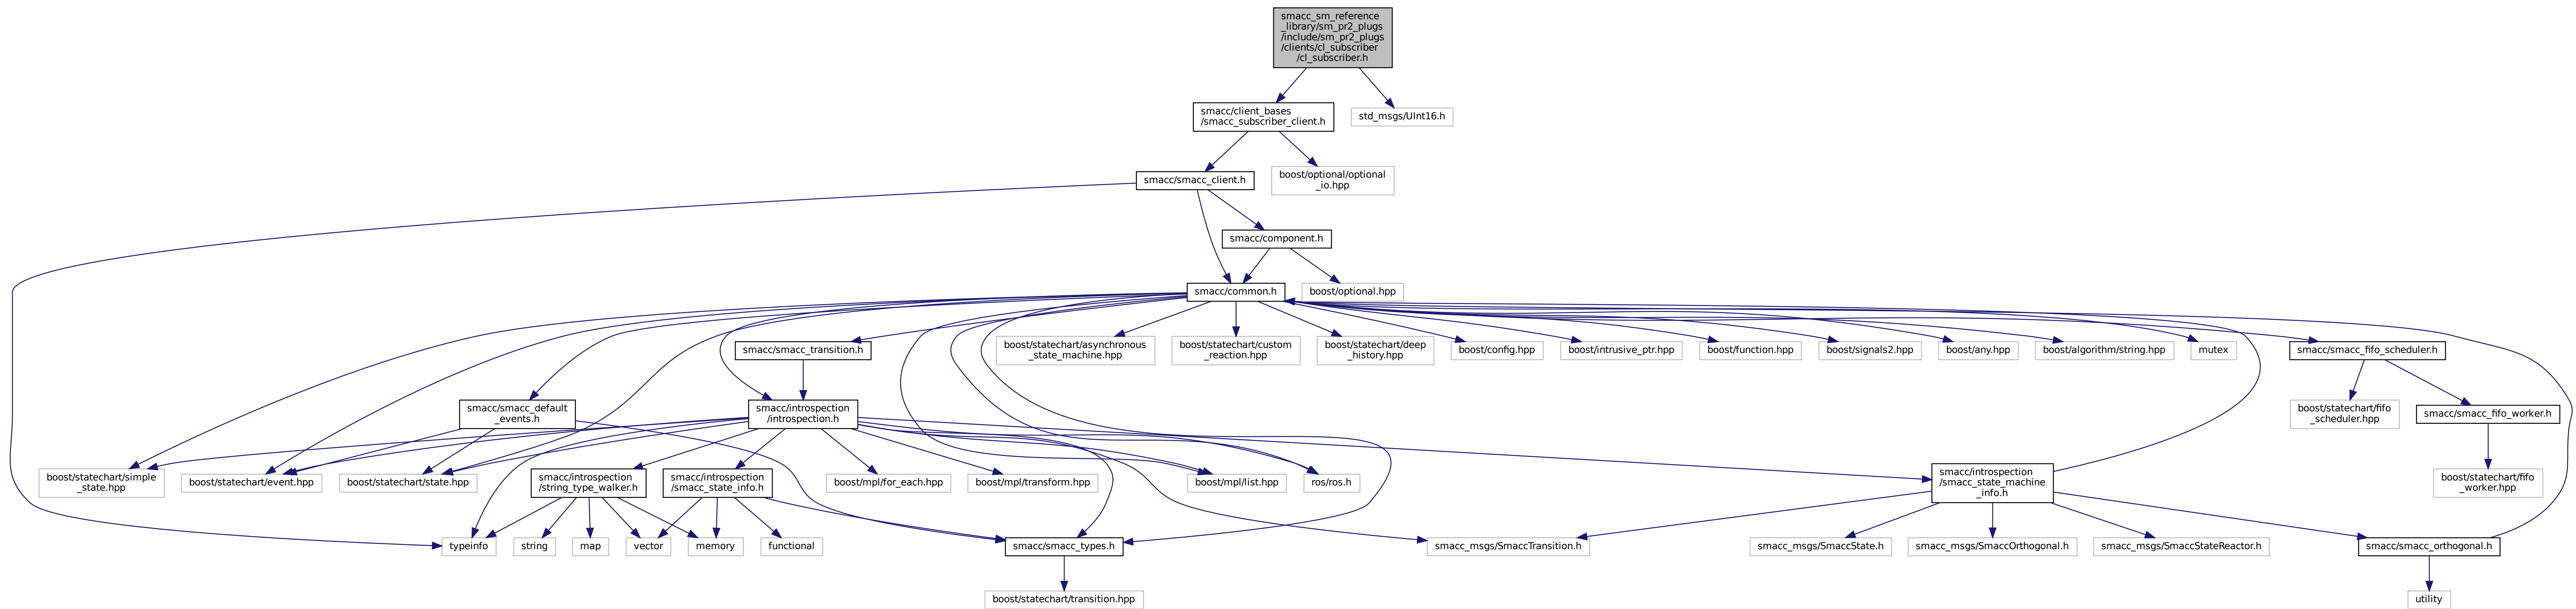 smacc_sm_reference
_library/sm_pr2_plugs
/include/sm_pr2_plugs
/clients/cl_subscriber
/cl_subscriber.h
smacc/client_bases
/smacc_subscriber_client.h
std_msgs/UInt16.h
smacc/smacc_client.h
boost/optional/optional
_io.hpp
smacc/component.h
smacc/common.h
boost/optional.hpp
smacc/smacc_transition.h
boost/statechart/asynchronous
_state_machine.hpp
boost/statechart/custom
_reaction.hpp
boost/statechart/deep
_history.hpp
boost/config.hpp
boost/intrusive_ptr.hpp
boost/function.hpp
boost/signals2.hpp
boost/any.hpp
boost/algorithm/string.hpp
mutex
smacc/smacc_fifo_scheduler.h
smacc/smacc_default
_events.h
smacc/introspection
/introspection.h
boost/statechart/fifo
_scheduler.hpp
smacc/smacc_fifo_worker.h
boost/statechart/simple
_state.hpp
boost/statechart/event.hpp
boost/statechart/state.hpp
smacc/introspection
/string_type_walker.h
smacc/introspection
/smacc_state_info.h
boost/mpl/for_each.hpp
boost/mpl/transform.hpp
boost/mpl/list.hpp
ros/ros.h
smacc/introspection
/smacc_state_machine
_info.h
boost/statechart/fifo
_worker.hpp
typeinfo
string
map
vector
memory
functional
smacc/smacc_types.h
smacc_msgs/SmaccTransition.h
smacc_msgs/SmaccState.h
smacc_msgs/SmaccOrthogonal.h
smacc_msgs/SmaccStateReactor.h
smacc/smacc_orthogonal.h
boost/statechart/transition.hpp
utility